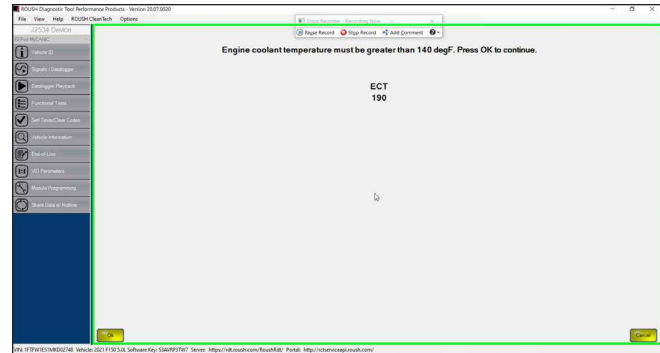 ROUSH Diagnostic Tool Performance Products - Version 20.07.0020
File View Help ROUSH CleanTech Options
Steps Recorder - Recording Now
Pause Record Stop Record Add Comment
J2534 Device
Engine coolant temperature must be greater than 140 degF. Press OK to continue.
ECT
190
Vehicle ID
Signals / Datalogger
Datalogger Playback
Functional Tests
Self Tests/Clear Codes
Vehicle Information
End-of-Line
VID Parameters
Module Programming
Share Data w/ Hotline
Ok
Cancel
Vehicle: 2021 F150 5.0L Software Key: S3AVRPSTW7 Server: https://rdt.roush.com/RoushRdt/ Portal: http://rctserviceapi.roush.com/